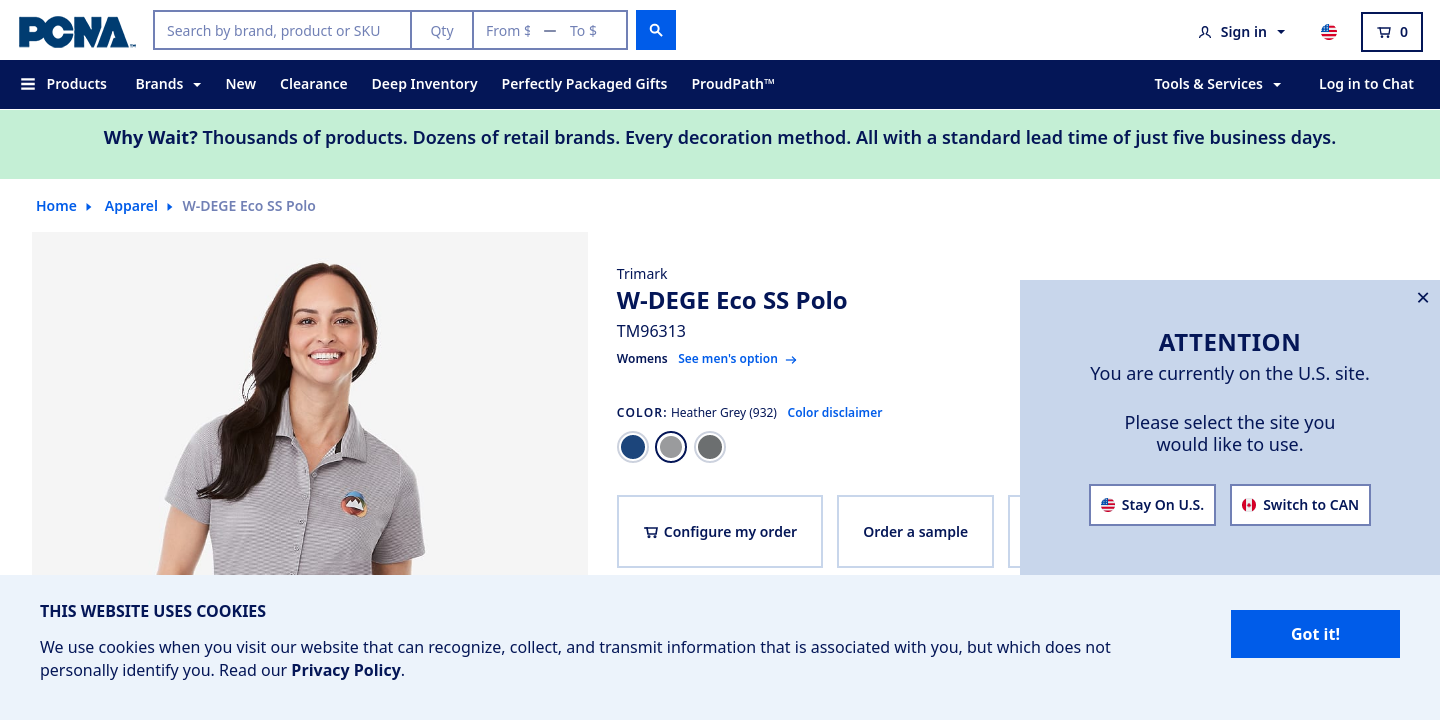 PCNA
Search by brand, product or SKU
Qty
From $
To $
Sign in
0
Products
Brands
New
Clearance
Deep Inventory
Perfectly Packaged Gifts
ProudPath™
Tools & Services
Log in to Chat
Why Wait? Thousands of products. Dozens of retail brands. Every decoration method. All with a standard lead time of just five business days.
Home
Apparel
W-DEGE Eco SS Polo
Trimark
W-DEGE Eco SS Polo
TM96313
Womens See men's option
COLOR: Heather Grey (932) Color disclaimer
Configure my order
Order a sample
ATTENTION
You are currently on the U.S. site.
Please select the site you
would like to use.
Stay On U.S.
Switch to CAN
THIS WEBSITE USES COOKIES
We use cookies when you visit our website that can recognize, collect, and transmit information that is associated with you, but which does not
personally identify you. Read our Privacy Policy.
Got it!